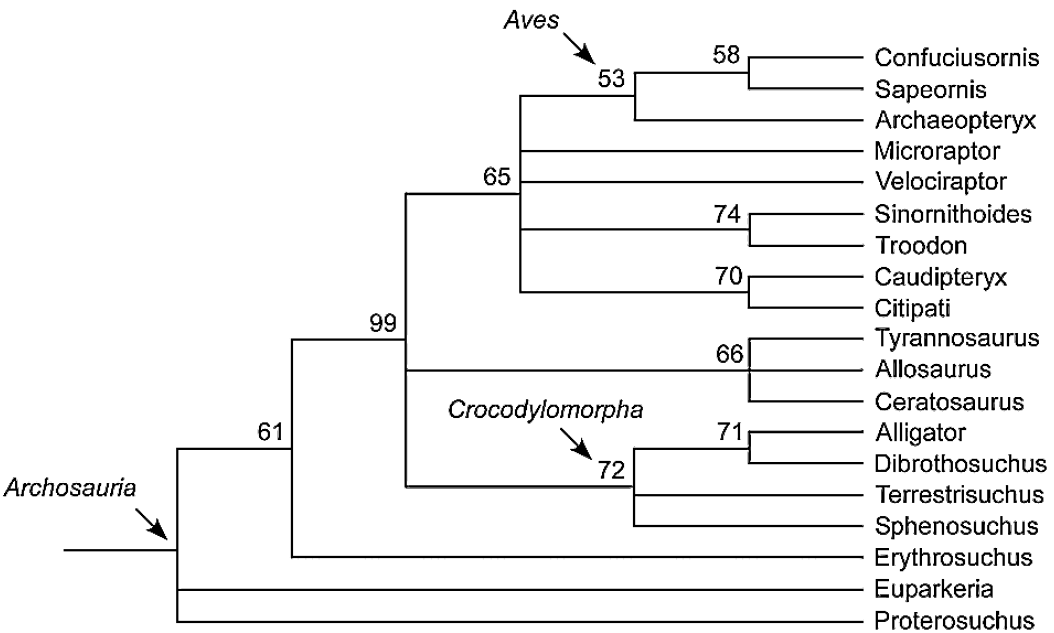 Aves
58
Confuciusornis
53
Sapeornis
Archaeopteryx
Microraptor
65
Velociraptor
74
Sinornithoides
Troodon
70
Caudipteryx
Citipati
99
Tyrannosaurus
66
Allosaurus
Ceratosaurus
Crocodylomorpha
61
71
Alligator
72
Dibrothosuchus
Archosauria
Terrestrisuchus
Sphenosuchus
Erythrosuchus
Euparkeria
Proterosuchus